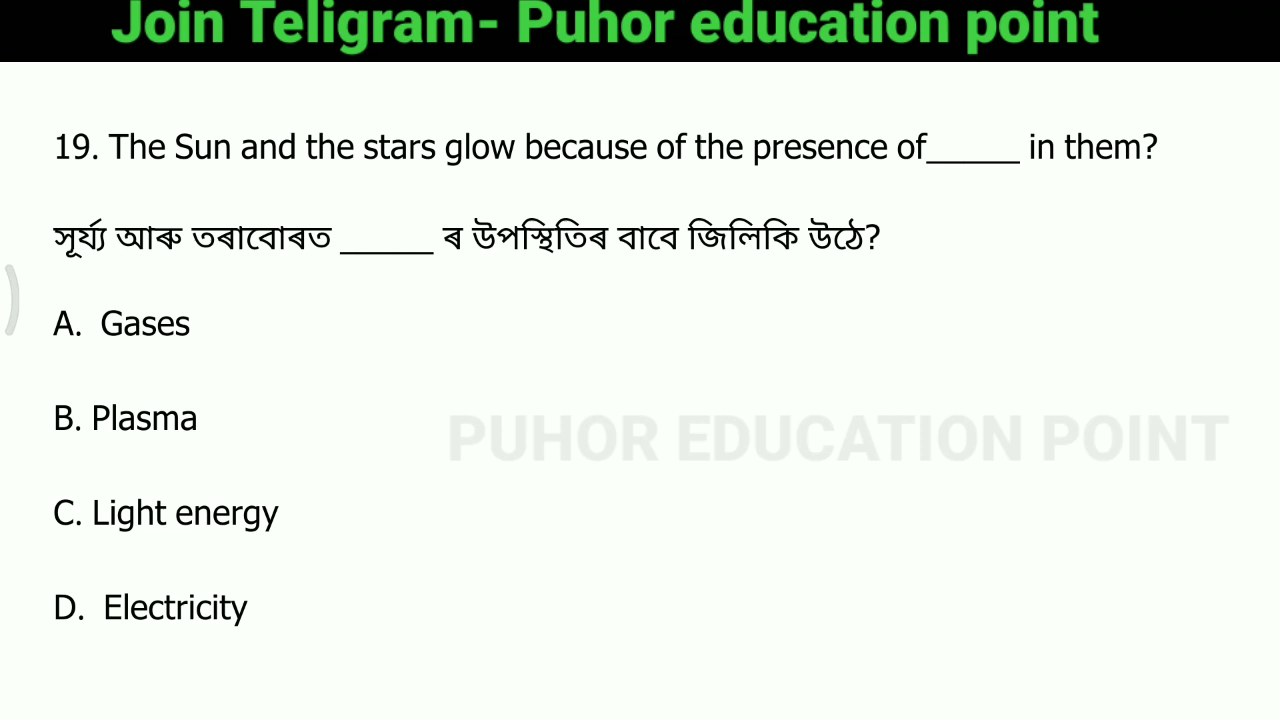 Join Teligram- Puhor education point
19. The Sun and the stars glow because of the presence of_____ in them?
সূৰ্য্য আৰু তৰাবোৰত _____ ৰ উপস্থিতিৰ বাবে জিলিকি উঠে?
A. Gases
B. Plasma
PUHOR EDUCATION POINT
C. Light energy
D. Electricity